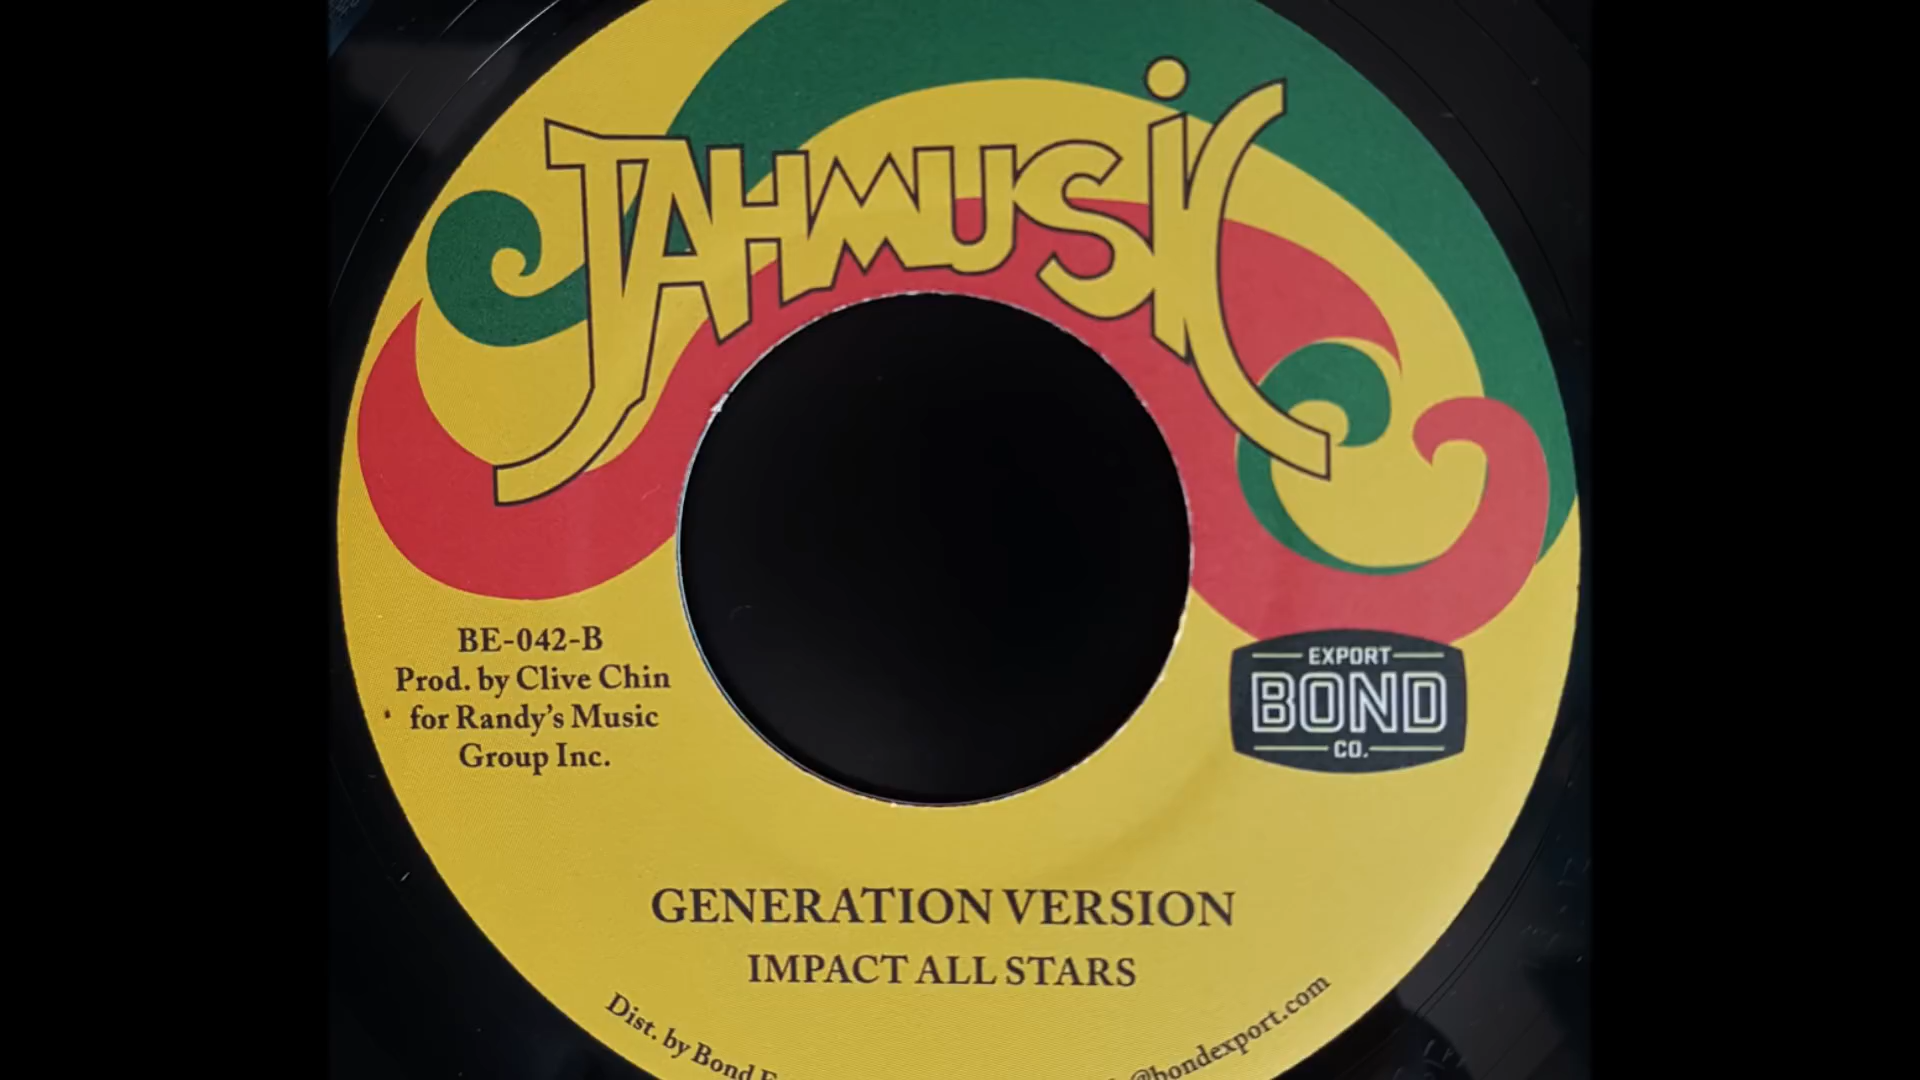 JAHMUSiC
BE-042-B
Prod. by Clive Chin
for Randy's Music
Group Inc.
EXPORT
BOND
CO.
GENERATION VERSION
IMPACT ALL STARS
Dist. by Bond
@bondexport.com